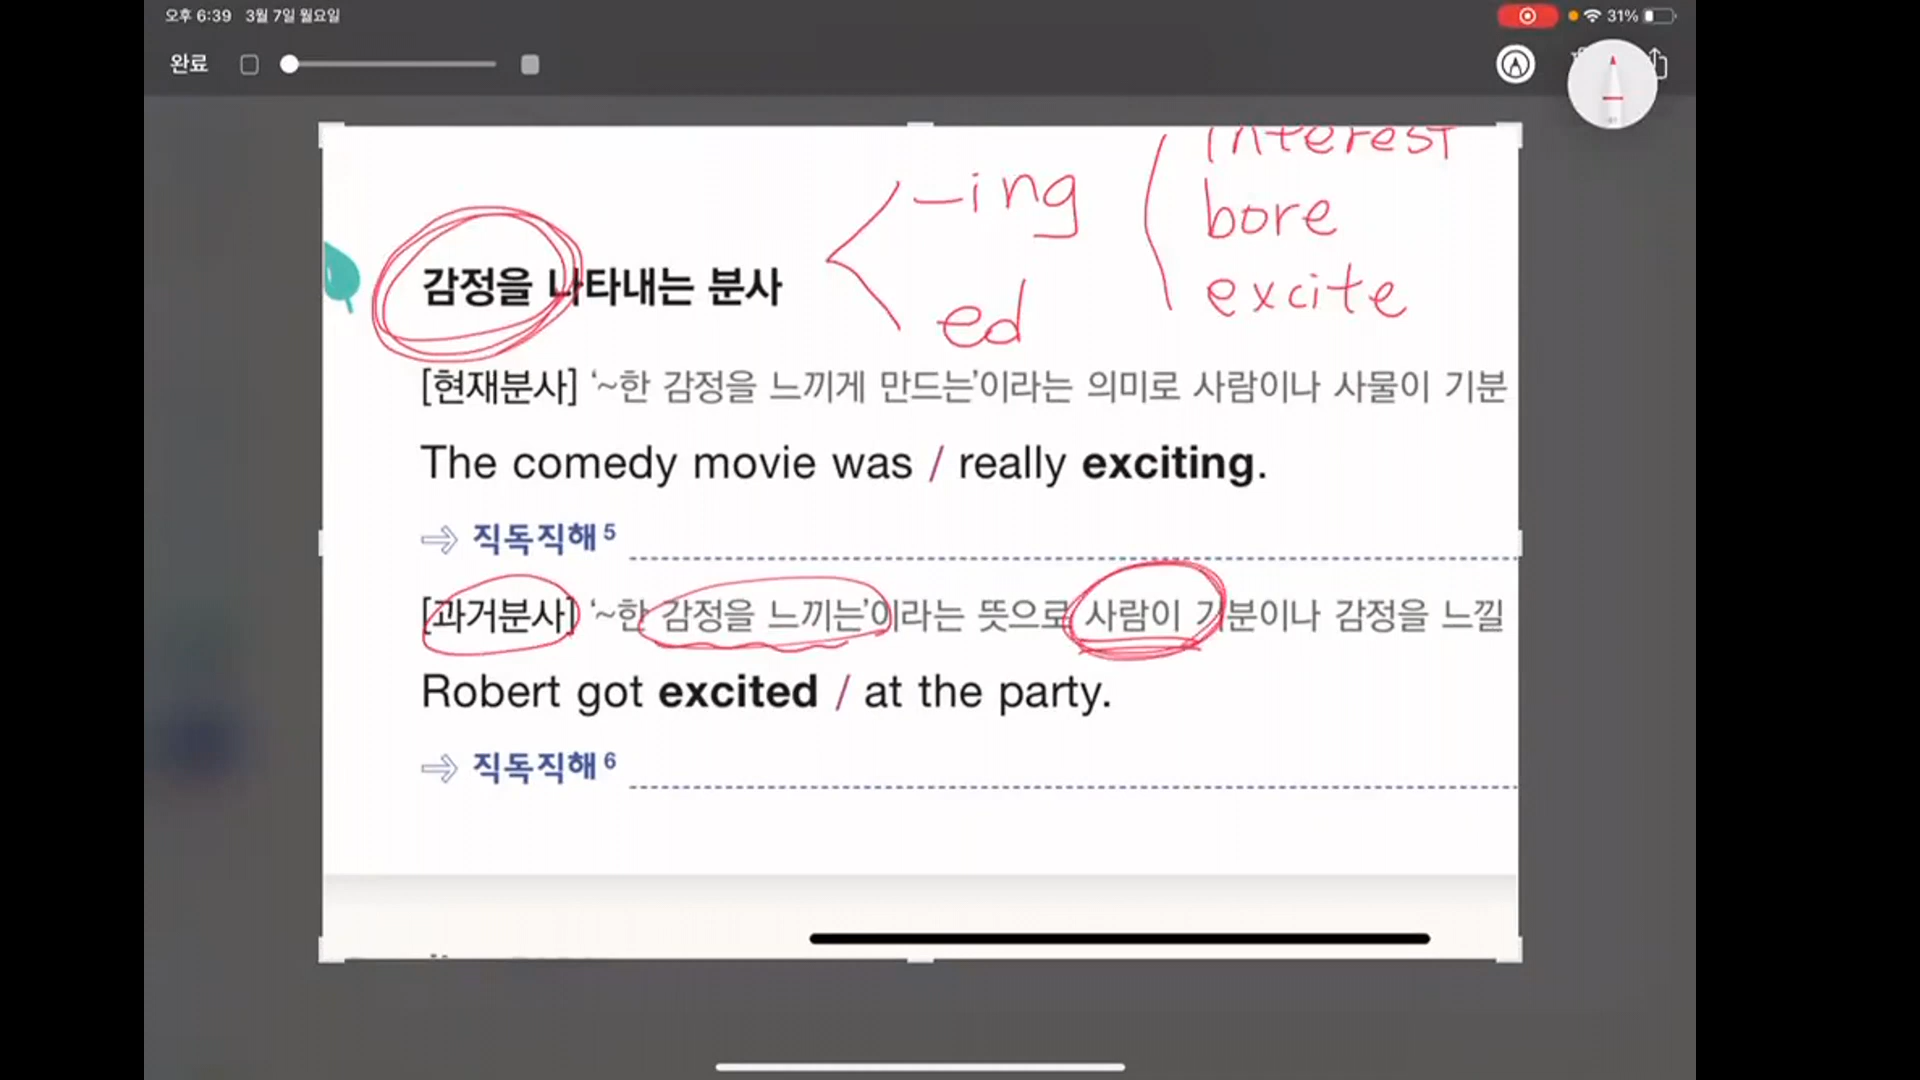 오후 6:39 3월 7일 월요일
31%
완료
interest
-ing
bore
감정을 나타내는 분사
excite
ed
[현재분사] ‘~한 감정을 느끼게 만드는’이라는 의미로 사람이나 사물이 기분
The comedy movie was / really exciting.
⇨ 직독직해 5
[과거분사] ‘~한 감정을 느끼는’이라는 뜻으로 사람이 기분이나 감정을 느낄
Robert got excited / at the party.
⇨ 직독직해 6